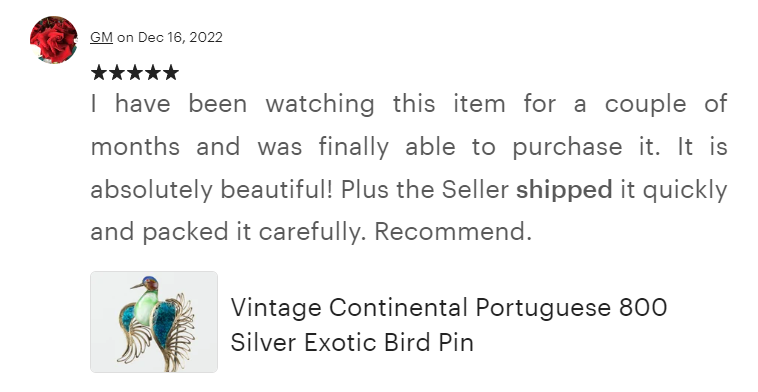 GM on Dec 16, 2022
★★★★★
I have been watching this item for a couple of
months and was finally able to purchase it. It is
absolutely beautiful! Plus the Seller shipped it quickly
and packed it carefully. Recommend.
Vintage Continental Portuguese 800
Silver Exotic Bird Pin